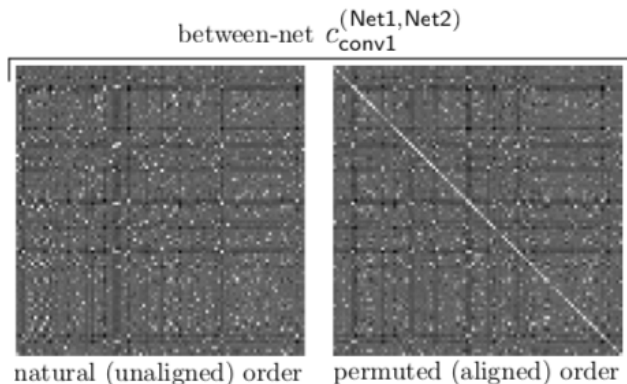 between-net c_conv1^(Net1,Net2)
natural (unaligned) order
permuted (aligned) order